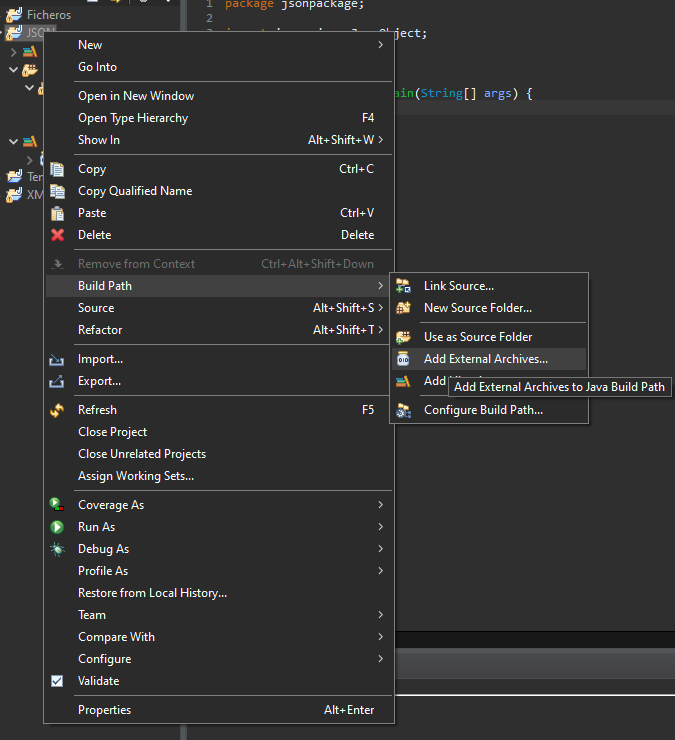 Ficheros
JSON
1 package jsonpackage;
2
Object;
ain(String[] args) {
New
Go Into
Open in New Window
Open Type Hierarchy F4
Show In Alt+Shift+W
Copy Ctrl+C
Copy Qualified Name
Paste Ctrl+V
Delete Delete
Remove from Context Ctrl+Alt+Shift+Down
Build Path
Source Alt+Shift+S
Refactor Alt+Shift+T
Import...
Export...
Refresh F5
Close Project
Close Unrelated Projects
Assign Working Sets...
Coverage As
Run As
Debug As
Profile As
Restore from Local History...
Team
Compare With
Configure
Validate
Properties Alt+Enter
Link Source...
New Source Folder...
Use as Source Folder
Add External Archives...
Add
Add External Archives to Java Build Path
Configure Build Path...
Ter
XM